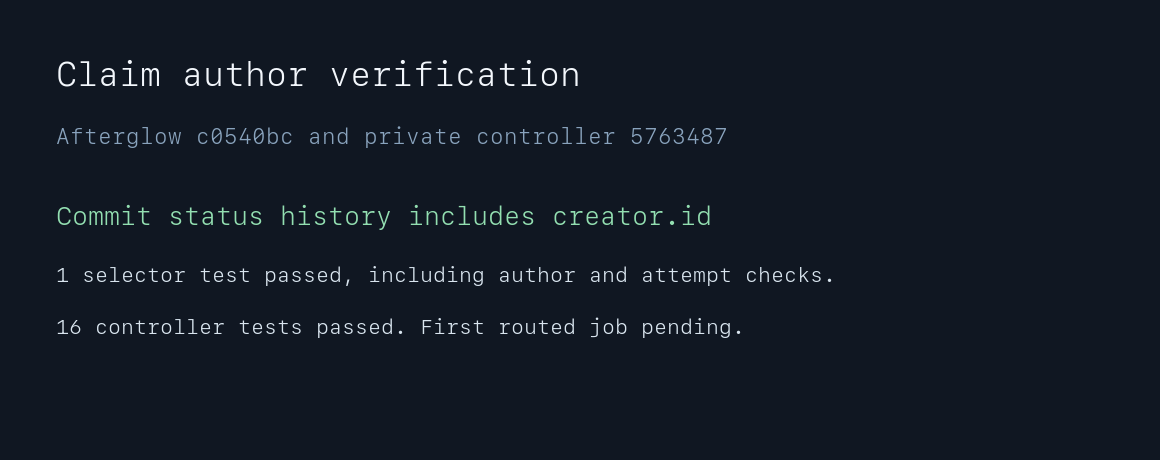 Claim author verification
Afterglow c0540bc and private controller 5763487
Commit status history includes creator.id
1 selector test passed, including author and attempt checks.
16 controller tests passed. First routed job pending.